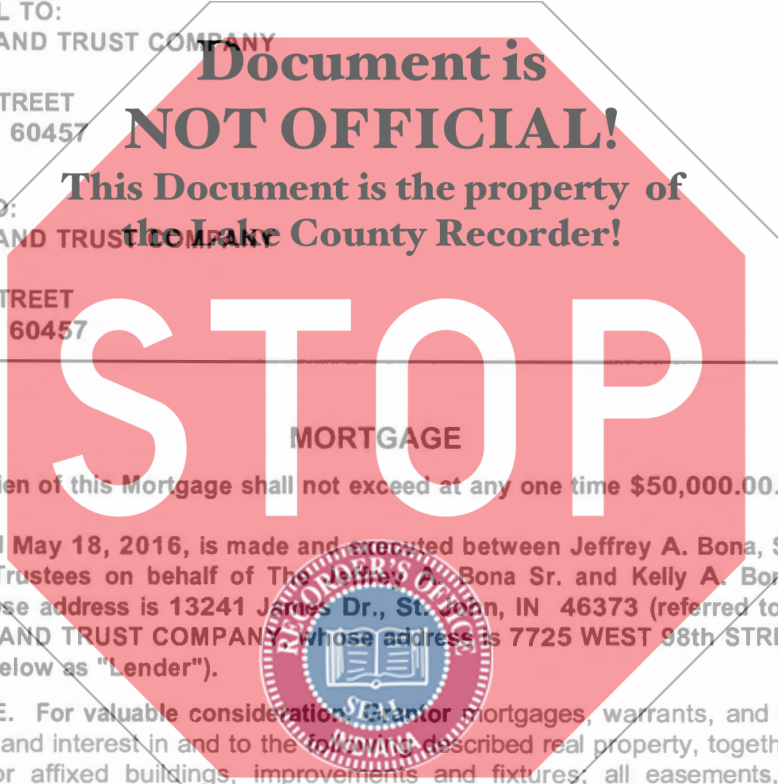 L TO:
AND TRUST COMPANY
Document is
TREET
NOT OFFICIAL!
60457
This Document is the property of
O:
the Lake County Recorder!
AND TRUST COMPANY
TREET
60457
STOP
MORTGAGE
ien of this Mortgage shall not exceed at any one time $50,000.00.
May 18, 2016, is made and executed between Jeffrey A. Bona, S
Trustees on behalf of The Jeffrey A. Bona Sr. and Kelly A. Bon
se address is 13241 James Dr., St. John, IN 46373 (referred to
AND TRUST COMPANY, whose address is 7725 WEST 98th STRE
elow as "Lender").
RECORDER'S OFFICE
SEAL
INDIANA
E. For valuable consideration, Grantor mortgages, warrants, and
and interest in and to the following described real property, togeth
or affixed buildings, improvements and fixtures; all easements,